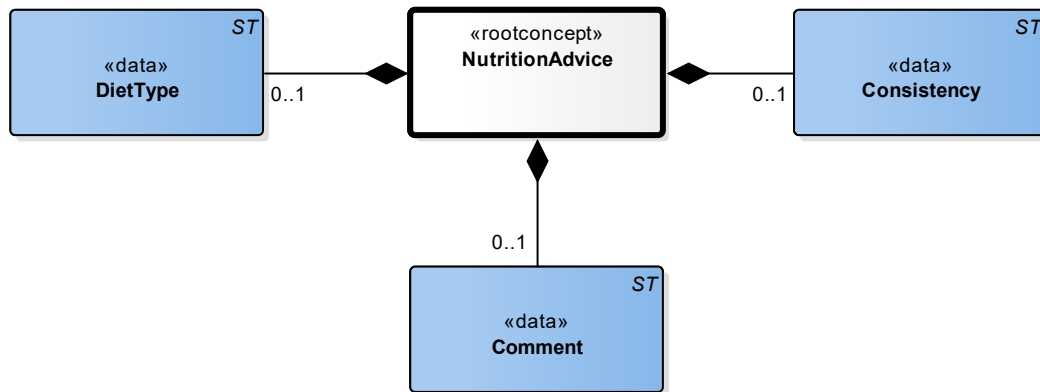 ST
«data»
DietType
0..1
«rootconcept»
NutritionAdvice
ST
«data»
Consistency
0..1
0..1
ST
«data»
Comment